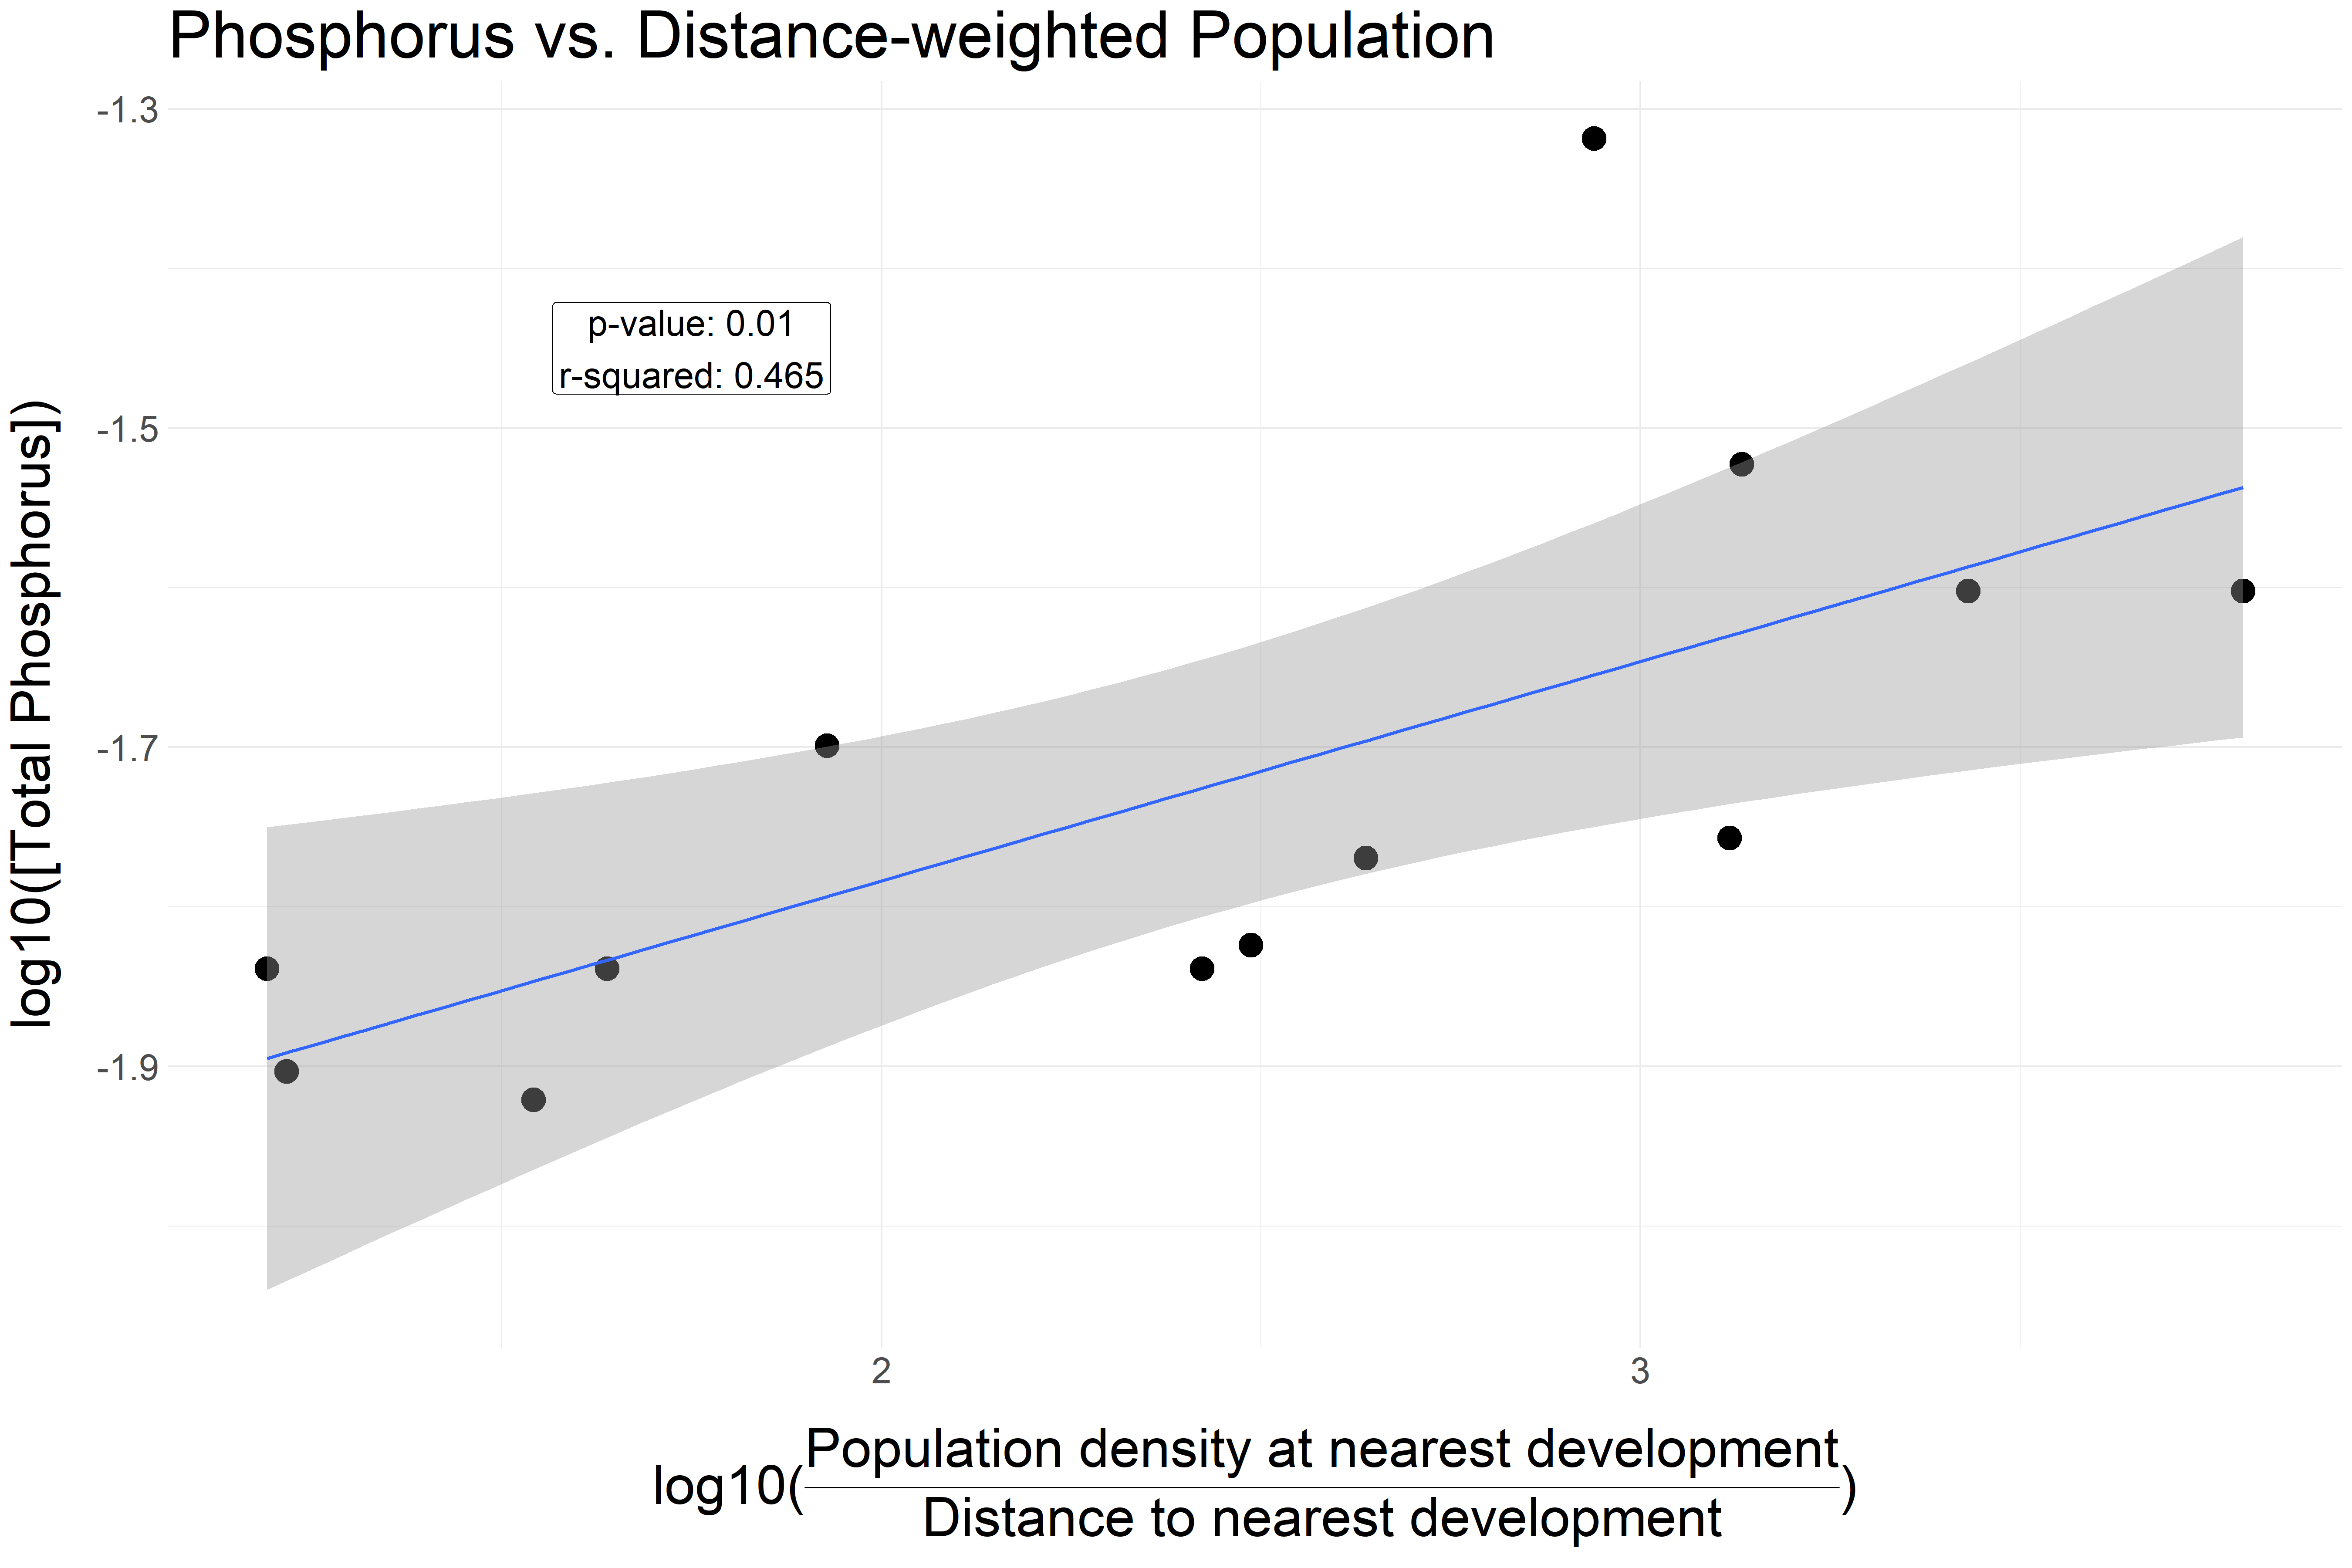 Phosphorus vs. Distance-weighted Population
-1.3
p-value: 0.01
r-squared: 0.465
-1.5
-1.7
-1.9
log10([Total Phosphorus])
2
3
log10(Population density at nearest development
Distance to nearest development)